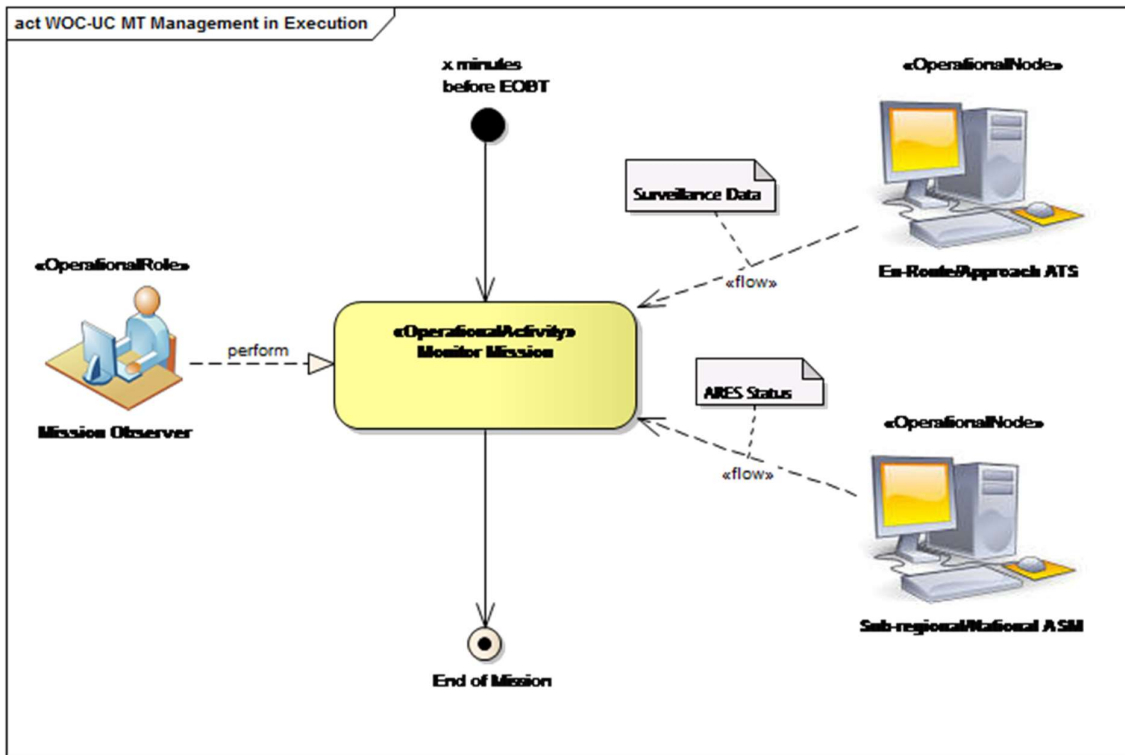 act WOC-UC MT Management in Execution
x minutes
before EOBT
«OperationalNode»
Surveillance Data
En-Route/Approach ATS
«flow»
«OperationalRole»
«OperationalActivity»
Monitor Mission
perform
Mission Observer
ARES Status
«OperationalNode»
«flow»
Sub-regional/National ASM
End of Mission